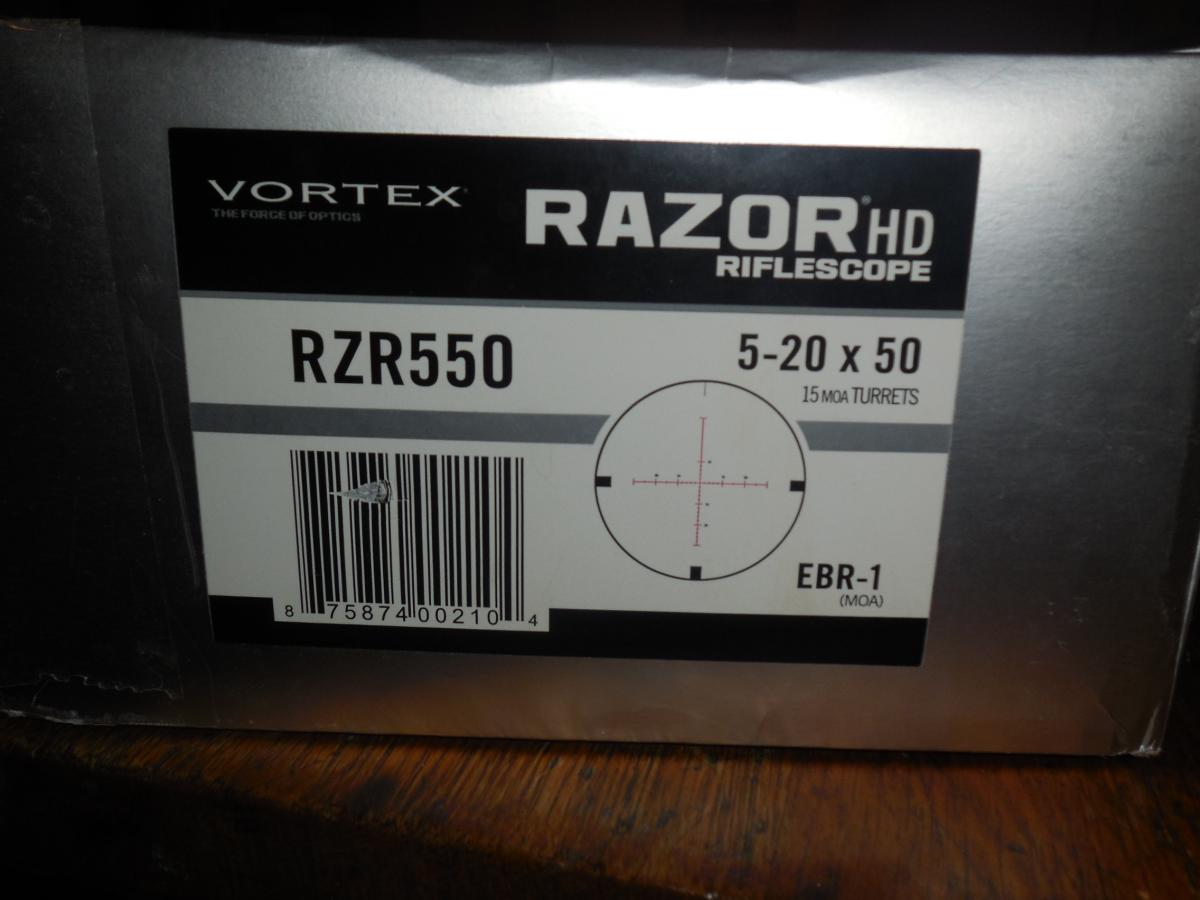 VORTEX®
THE FORCE OF OPTICS
RAZOR® HD
RIFLESCOPE
RZR550
5-20 x 50
15 MOA TURRETS
EBR-1
(MOA)
8 75874 00210 4